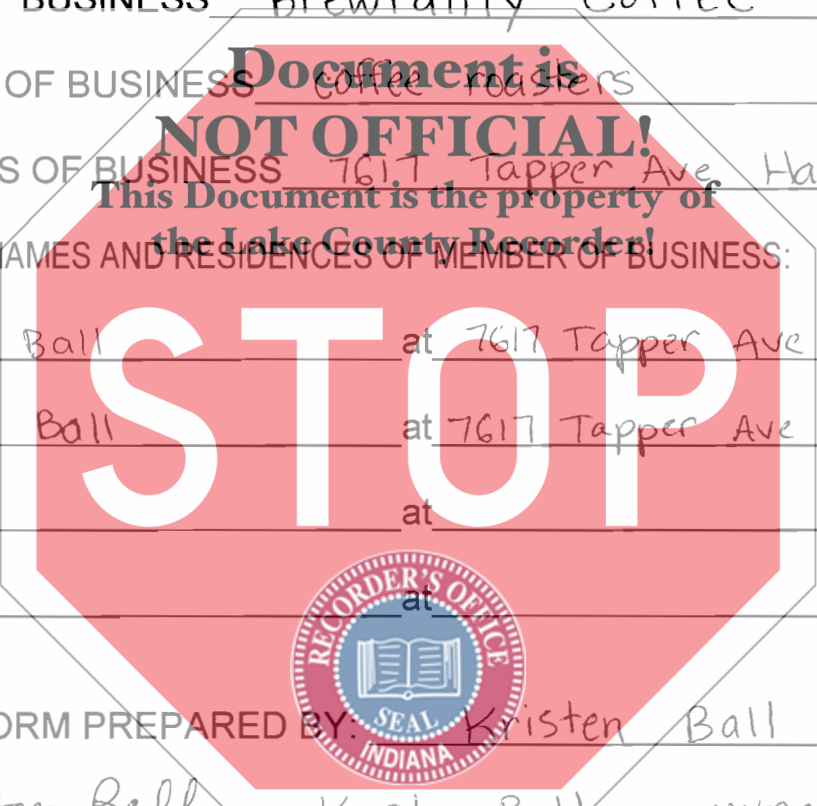 BUSINESS Brewtality Coffee
Document is
OF BUSINESS coffee roasters
NOT OFFICIAL!
S OF BUSINESS 7617 Tapper Ave Ha
This Document is the property of
the Lake County Recorder!
NAMES AND RESIDENCES OF MEMBER OF BUSINESS:
Ball at 7617 Tapper Ave
Ball at 7617 Tapper Ave
STOP
at
at
RECORDER'S OFFICE
SEAL
INDIANA
ORM PREPARED BY: Kristen Ball
Ball